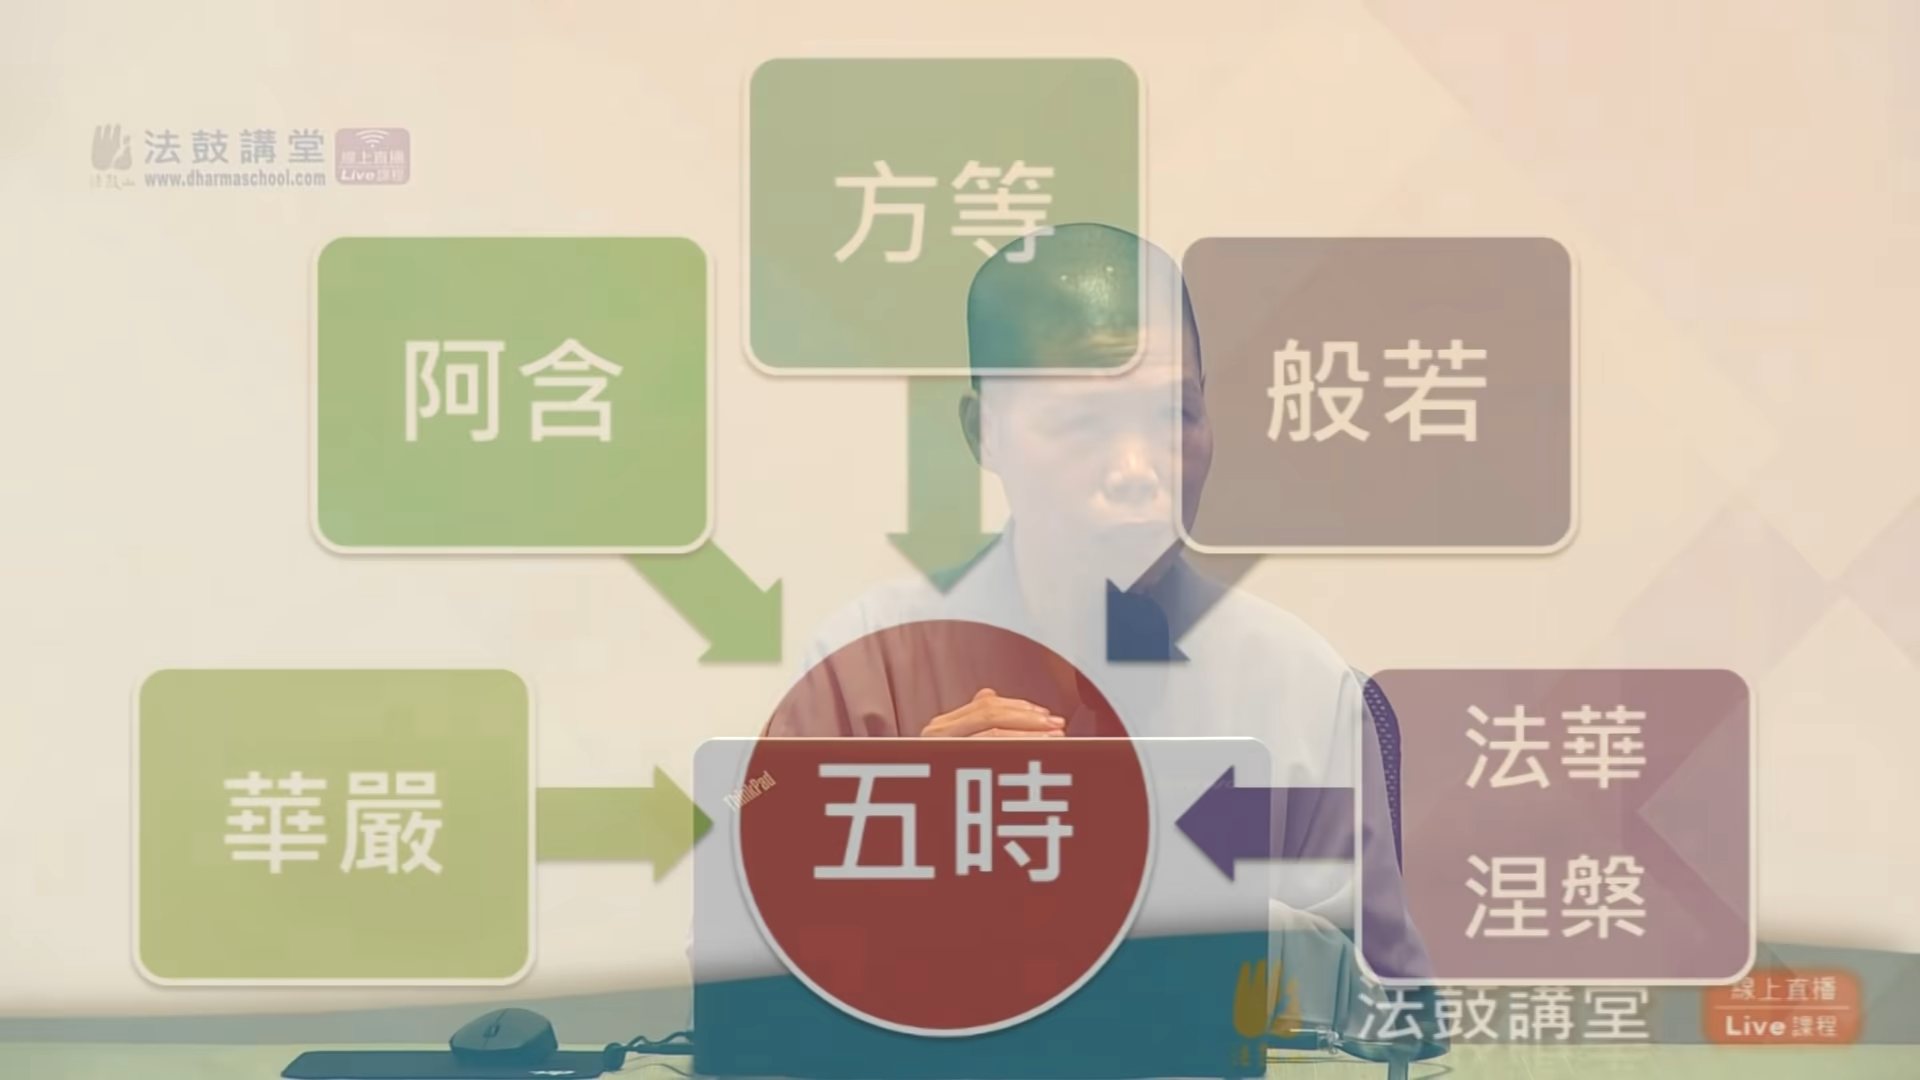 法鼓講堂
www.dharmaschool.com
線上直播
Live課程
方等
阿含
般若
華嚴
五時
法華
涅槃
ThinkPad
法鼓講堂
線上直播
Live課程